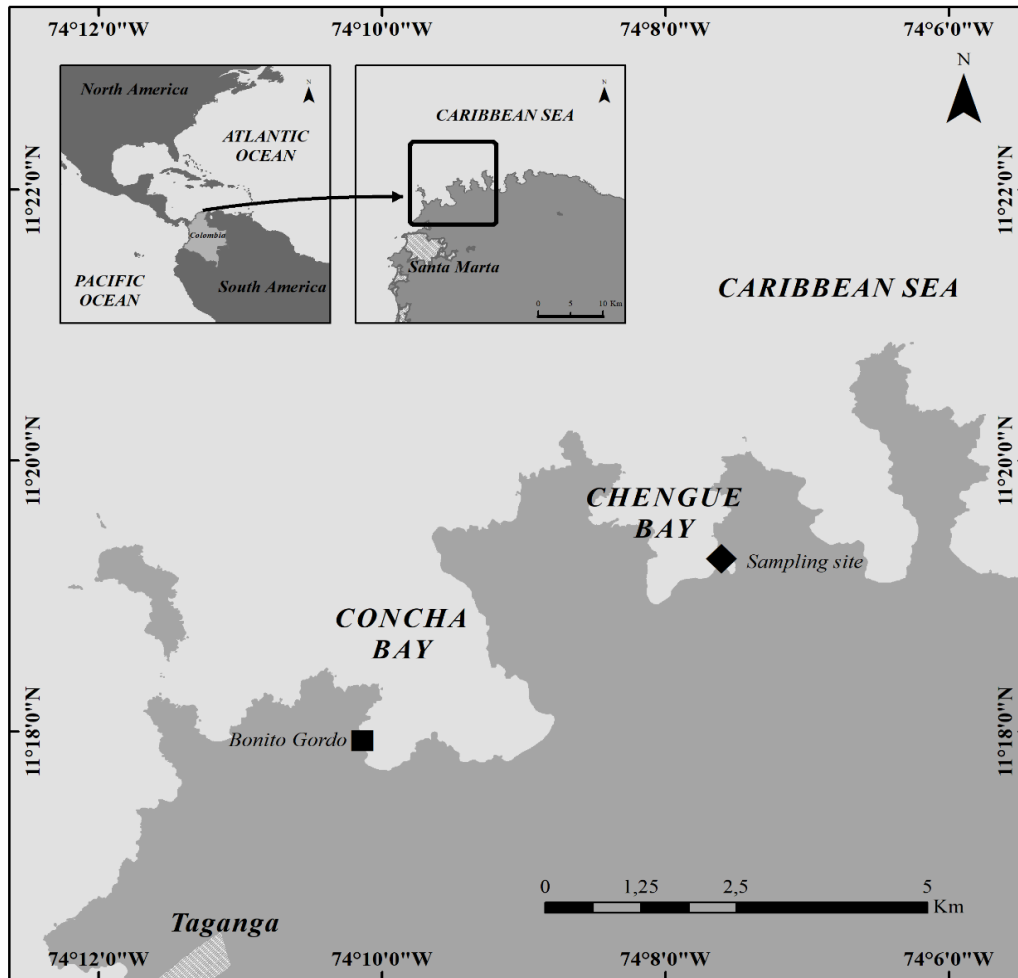 74°12'0"W
74°10'0"W
74°8'0"W
74°6'0"W
North America
N
ATLANTIC
OCEAN
Colombia
PACIFIC
OCEAN
South America
N
CARIBBEAN SEA
Santa Marta
0 5 10 Km
N
11°22'0"N
11°22'0"N
CARIBBEAN SEA
11°20'0"N
11°20'0"N
CHENGUE
BAY
Sampling site
CONCHA
BAY
Bonito Gordo
11°18'0"N
11°18'0"N
0 1,25 2,5 5
Km
Taganga
74°12'0"W
74°10'0"W
74°8'0"W
74°6'0"W